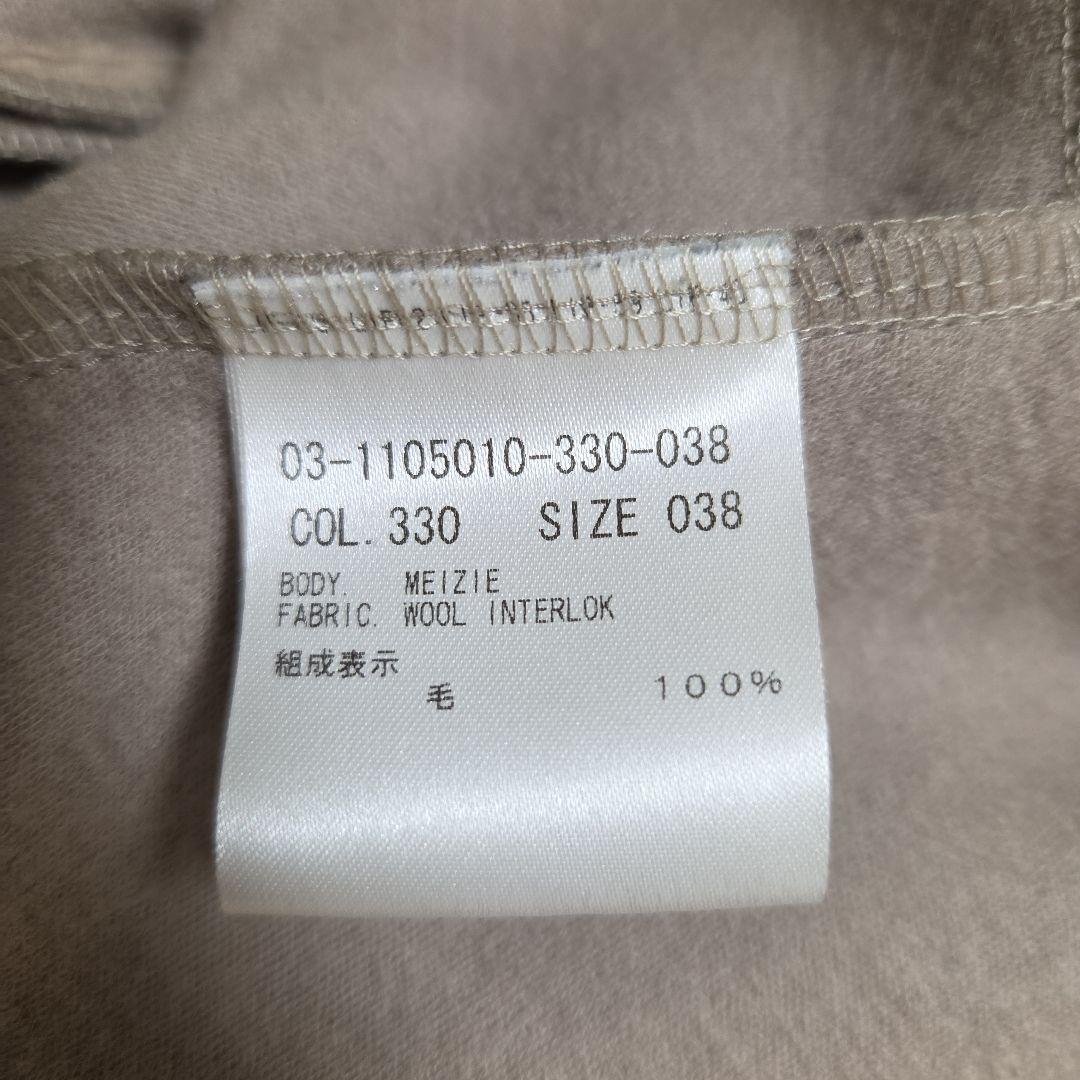 03-1105010-330-038
COL. 330 SIZE 038
BODY. MEIZIE
FABRIC. WOOL INTERLOK
組成表示
毛 100%